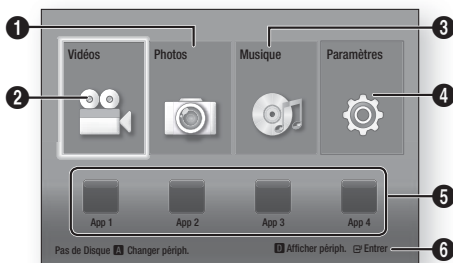 1 3
Vidéos Photos Musique Paramètres
2 4
App 1 App 2 App 3 App 4 5
Pas de Disque A Changer périph. D Afficher périph. Entrer 6